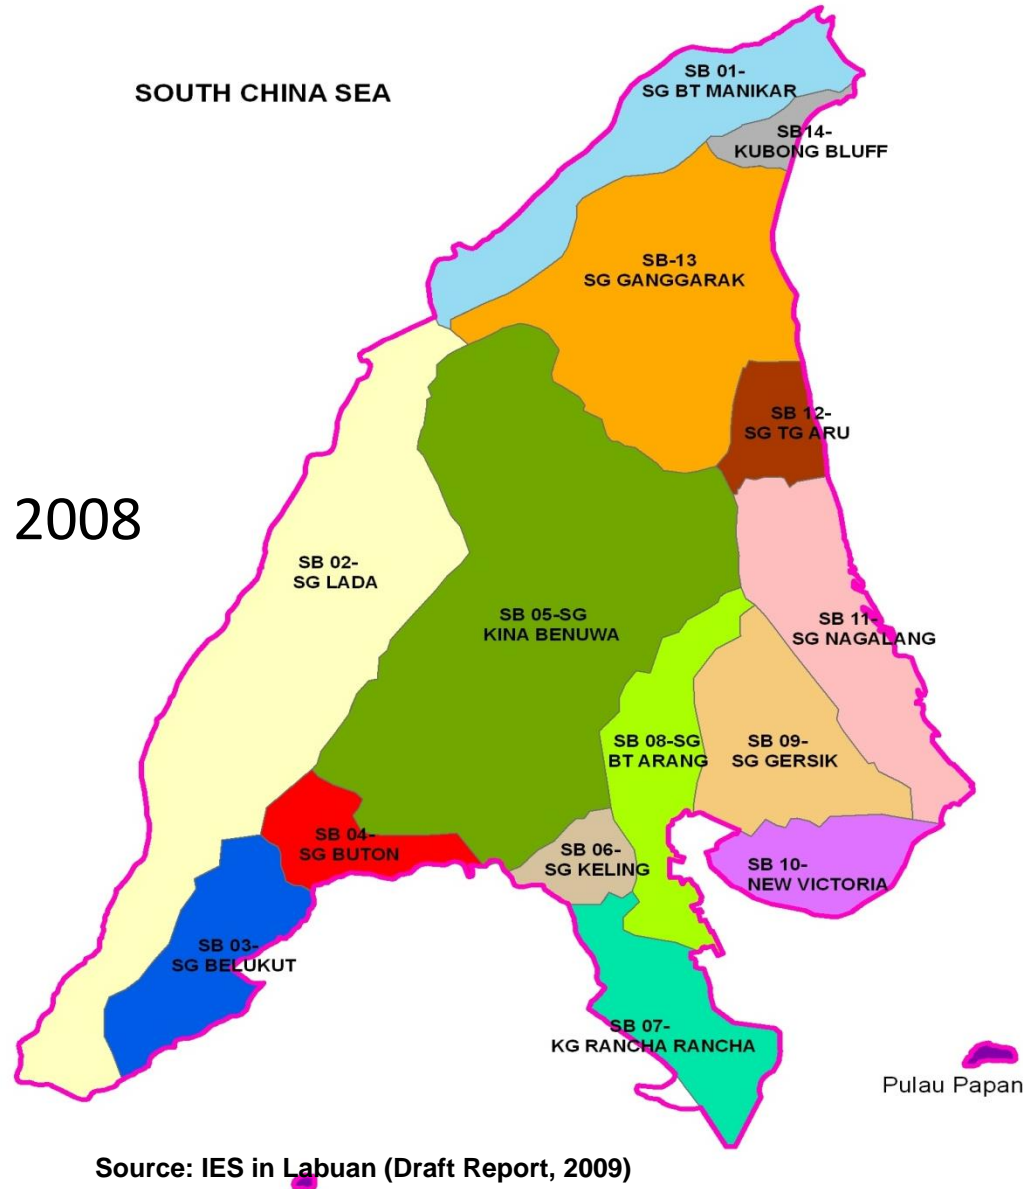 SB 01-
SG BT MANIKAR
SOUTH CHINA SEA
SB14-
KUBONG BLUFF
SB-13
SG GANGGARAK
SB 12-
SG TG ARU
2008
SB 02-
SG LADA
SB 05-SG
KINA BENUWA
SB 11-
SG NAGALANG
SB 08-SG
BT ARANG
SB 09-
SG GERSIK
SB 04-
SG BUTON
SB 06-
SG KELING
SB 10-
NEW VICTORIA
SB 03-
SG BELUKUT
SB 07-
KG RANCHA RANCHA
Pulau Papan
Source: IES in Labuan (Draft Report, 2009)